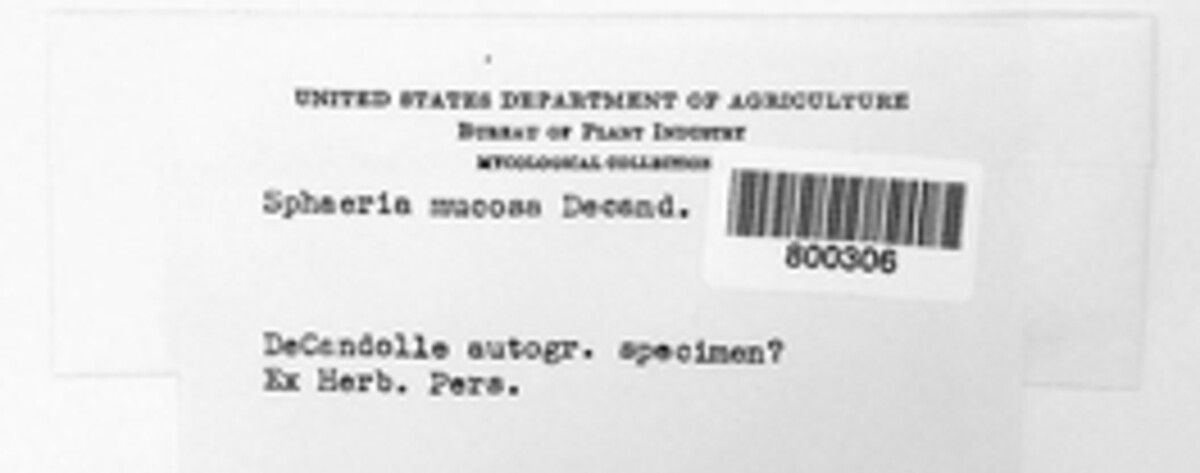 UNITED STATES DEPARTMENT OF AGRICULTURE
BUREAU OF PLANT INDUSTRY
MYCOLOGICAL COLLECTION
Sphaeria mucosa Decand.
800306
DeCandolle autogr. specimen?
Ex Herb. Pers.